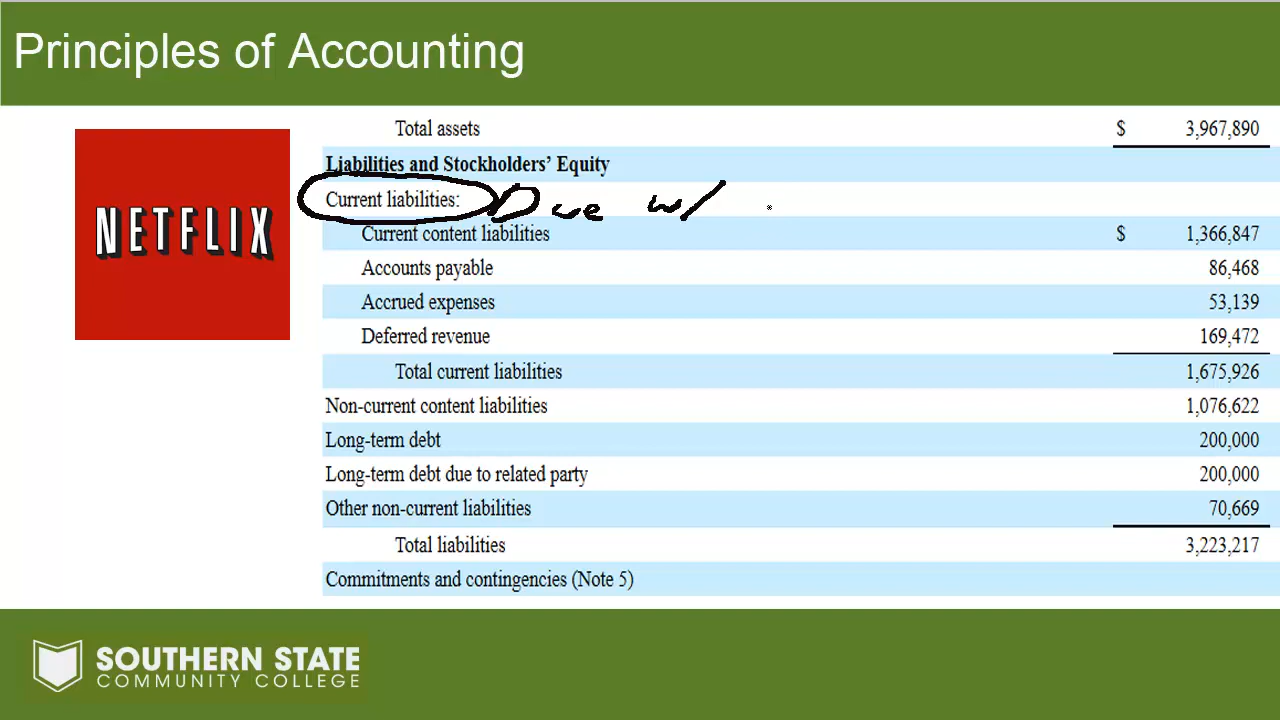 Principles of Accounting
Total assets $ 3,967,890
Liabilities and Stockholders' Equity
Current liabilities: Due w/
NETFLIX
Current content liabilities $ 1,366,847
Accounts payable 86,468
Accrued expenses 53,139
Deferred revenue 169,472
Total current liabilities 1,675,926
Non-current content liabilities 1,076,622
Long-term debt 200,000
Long-term debt due to related party 200,000
Other non-current liabilities 70,669
Total liabilities 3,223,217
Commitments and contingencies (Note 5)
SOUTHERN STATE
COMMUNITY COLLEGE